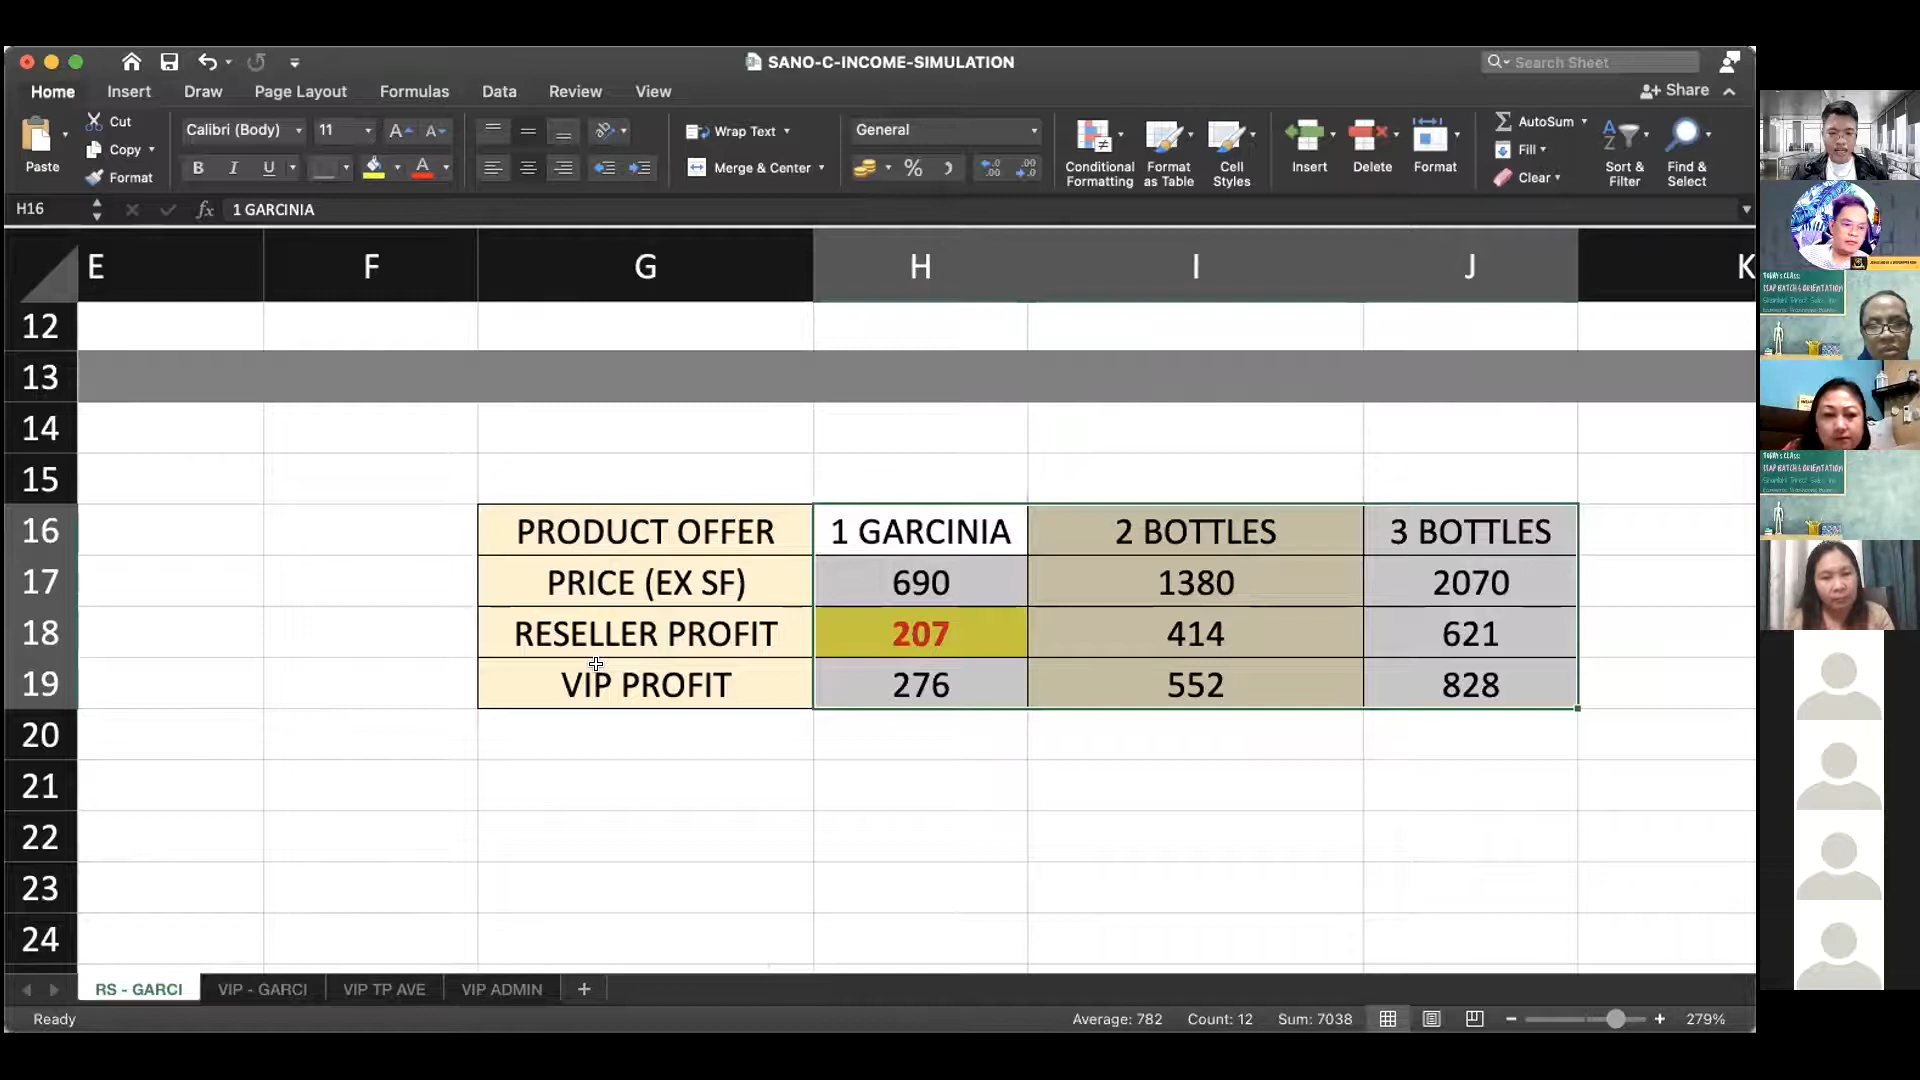 SANO-C-INCOME-SIMULATION
Search Sheet
Home Insert Draw Page Layout Formulas Data Review View
Share
Paste
Cut
Copy
Format
Calibri (Body) 11
B I U
Wrap Text
Merge & Center
General
Conditional Formatting
Format as Table
Cell Styles
Insert
Delete
Format
AutoSum
Fill
Clear
Sort & Filter
Find & Select
H16 fx 1 GARCINIA
E F G H I J K
12
13
14
15
16 PRODUCT OFFER 1 GARCINIA 2 BOTTLES 3 BOTTLES
17 PRICE (EX SF) 690 1380 2070
18 RESELLER PROFIT 207 414 621
19 VIP PROFIT 276 552 828
20
21
22
23
24
RS - GARCI VIP - GARCI VIP TP AVE VIP ADMIN +
Ready
Average: 782 Count: 12 Sum: 7038
279%
TODAY'S CLASS:
TODAY'S CLASS: